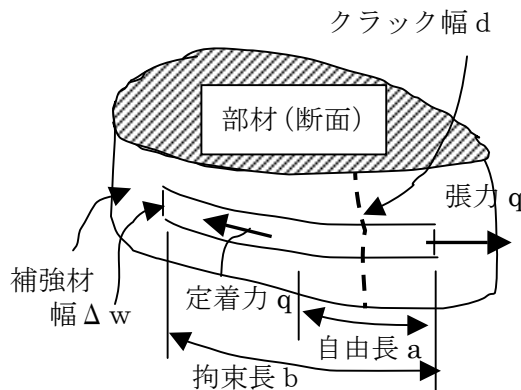 クラック幅 d
部材(断面)
張力 q
補強材
幅 Δ w
定着力 q
自由長 a
拘束長 b